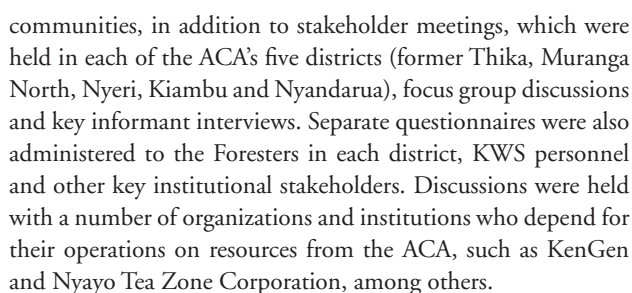 communities, in addition to stakeholder meetings, which were
held in each of the ACA's five districts (former Thika, Muranga
North, Nyeri, Kiambu and Nyandarua), focus group discussions
and key informant interviews. Separate questionnaires were also
administered to the Foresters in each district, KWS personnel
and other key institutional stakeholders. Discussions were held
with a number of organizations and institutions who depend for
their operations on resources from the ACA, such as KenGen
and Nyayo Tea Zone Corporation, among others.